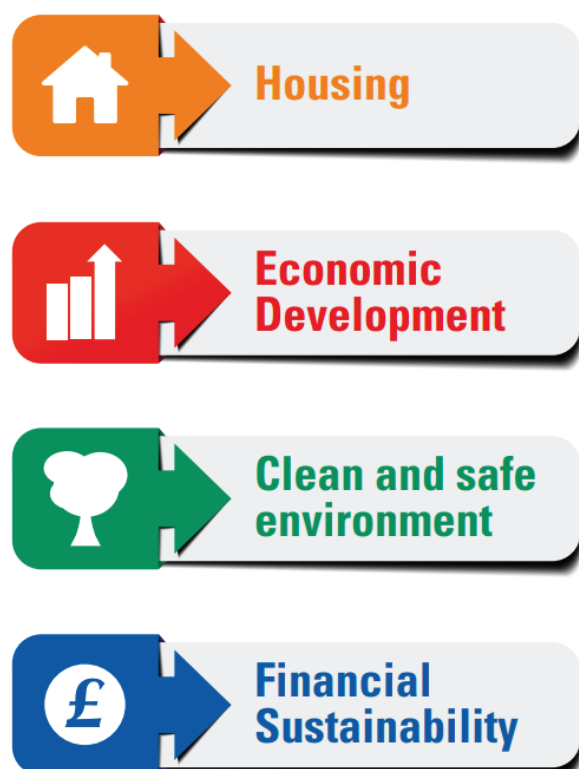 Housing
Economic
Development
Clean and safe
environment
£
Financial
Sustainability